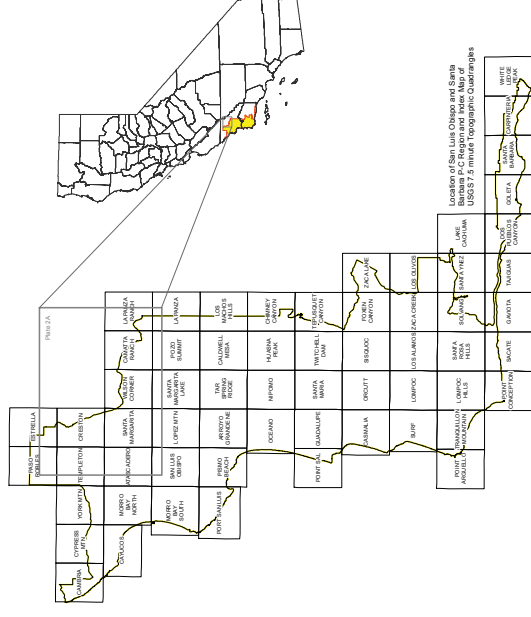 Location of San Luis Obispo and Santa
Barbara P-C Region and Index Map of
USGS 7.5 minute Topographic Quadrangles
Plate 2A
PASO
ROBLES
ESTRELLA
CAMBRIA
CYPRESS
MTN
YORK MTN
TEMPLETON
CRESTON
CAYUCOS
MORRO
BAY
NORTH
ATASCADERO
SANTA
MARGARITA
WILSON
CORNER
CAMATTA
RANCH
LA PANZA
RANCH
MORRO
BAY
SOUTH
SAN LUIS
OBISPO
LOPEZ MTN
SANTA
MARGARITA
LAKE
POZO
SUMMIT
LA PANZA
PORT SAN LUIS
PISMO
BEACH
ARROYO
GRANDE NE
TAR
SPRING
RIDGE
CALDWELL
MESA
LOS
MACHOS
HILLS
OCEANO
NIPOMO
HUASNA
PEAK
CHIMNEY
CANYON
POINT SAL
GUADALUPE
SANTA
MARIA
TWITCHELL
DAM
TEPUSQUET
CANYON
CASMALIA
ORCUTT
SISQUOC
FOXEN
CANYON
ZACA LAKE
SURF
LOMPOC
LOS ALAMOS
ZACA CREEK
LOS OLIVOS
POINT
ARGUELLO
TRANQUILLON
MOUNTAIN
LOMPOC
HILLS
SANTA
ROSA
HILLS
SOLVANG
SANTA YNEZ
LAKE
CACHUMA
POINT
CONCEPTION
SACATE
GAVIOTA
TAJIGUAS
DOS
PUEBLOS
CANYON
GOLETA
SANTA
BARBARA
CARPINTERIA
WHITE
LEDGE
PEAK